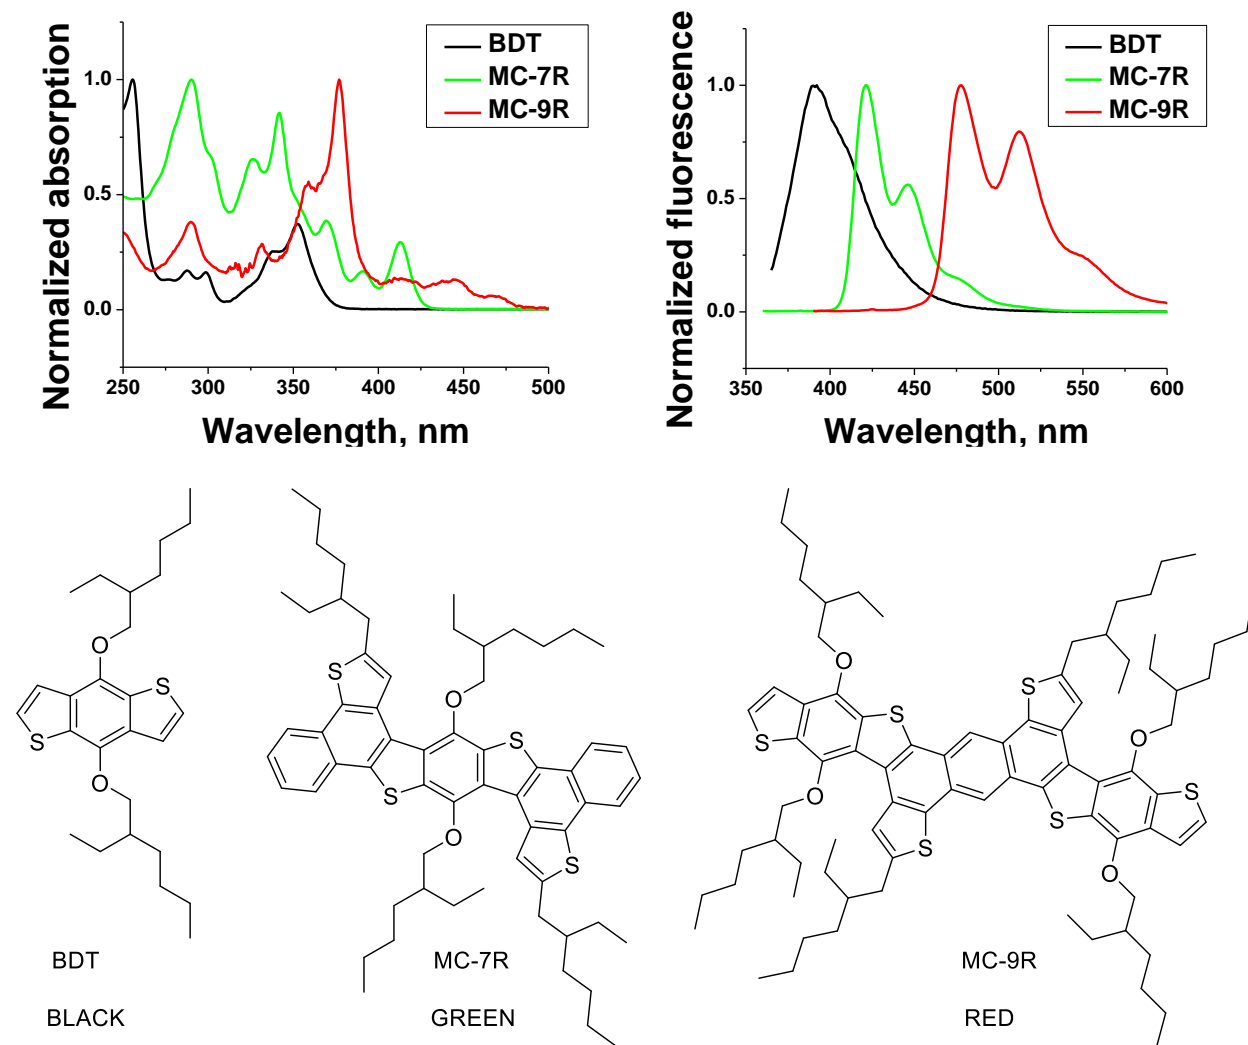 Normalized absorption
1.0
0.5
0.0
250 300 350 400 450 500
Wavelength, nm
BDT
MC-7R
MC-9R
Normalized fluorescence
1.0
0.5
0.0
350 400 450 500 550 600
Wavelength, nm
BDT
MC-7R
MC-9R
O
S
S
O
S
O
S
S
O
S
O
S
S
S
O
O
S
S
S
O
BDT
MC-7R
MC-9R
BLACK
GREEN
RED